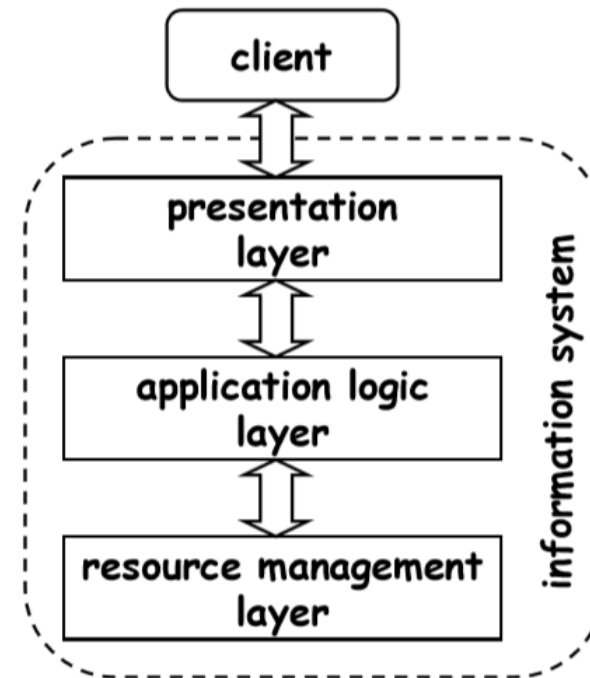 client
presentation
layer
application logic
layer
resource management
layer
information system